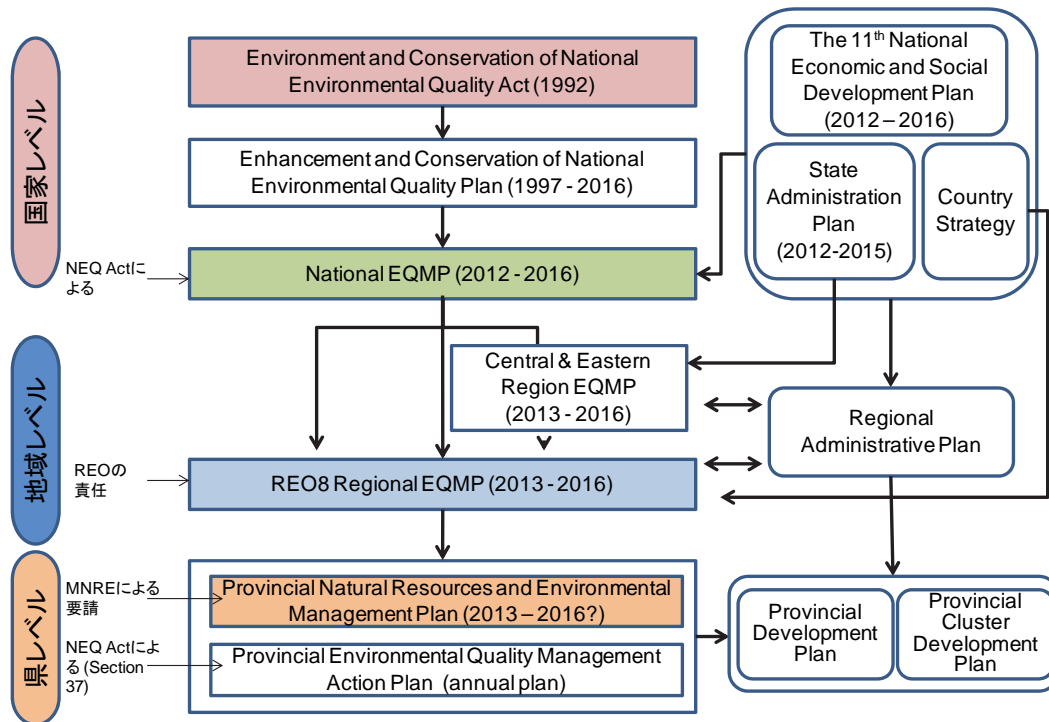 国家レベル
Environment and Conservation of National
Environmental Quality Act (1992)
Enhancement and Conservation of National
Environmental Quality Plan (1997 - 2016)
NEQ Actに
よる
National EQMP (2012 - 2016)
The 11th National
Economic and Social
Development Plan
(2012 – 2016)
State
Administration
Plan
(2012-2015)
Country
Strategy
地域レベル
Central & Eastern
Region EQMP
(2013 - 2016)
Regional
Administrative Plan
REOの
責任
REO8 Regional EQMP (2013 - 2016)
県レベル
MNREによる
要請
Provincial Natural Resources and Environmental
Management Plan (2013 – 2016?)
NEQ Actによ
る (Section
37)
Provincial Environmental Quality Management
Action Plan (annual plan)
Provincial
Development
Plan
Provincial
Cluster
Development
Plan